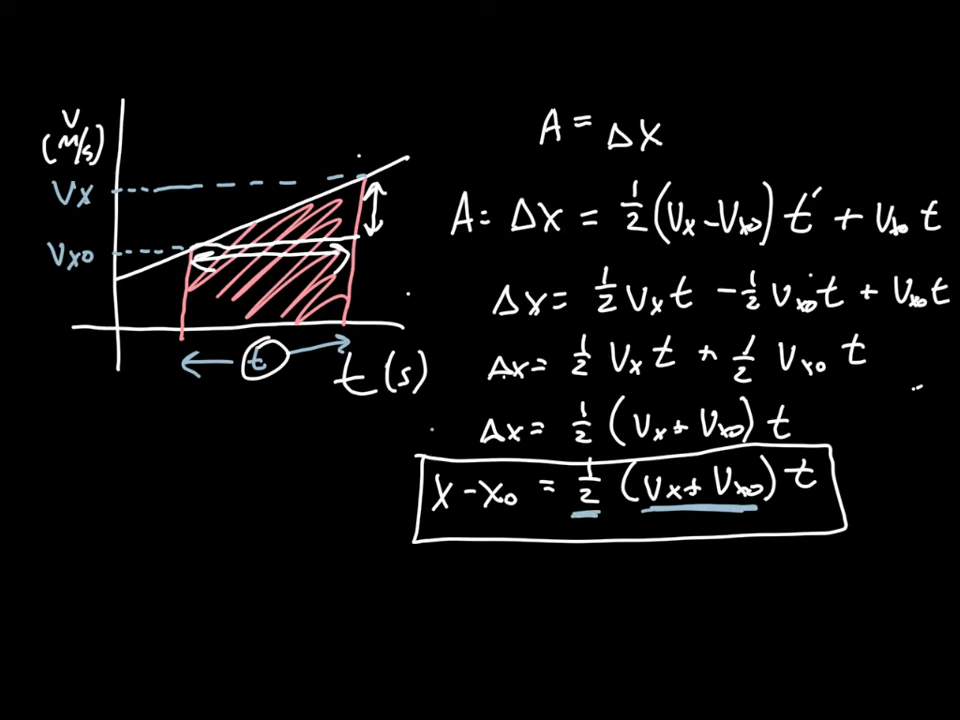 V
(M/s)
Vx
Vx0
t
t (s)
A = Δx
A = Δx = 1/2 (Vx - Vx0) t + Vx0 t
Δx = 1/2 Vx t - 1/2 Vx0 t + Vx0 t
Δx = 1/2 Vx t + 1/2 Vx0 t
Δx = 1/2 (Vx + Vx0) t
x - x0 = 1/2 (Vx + Vx0) t